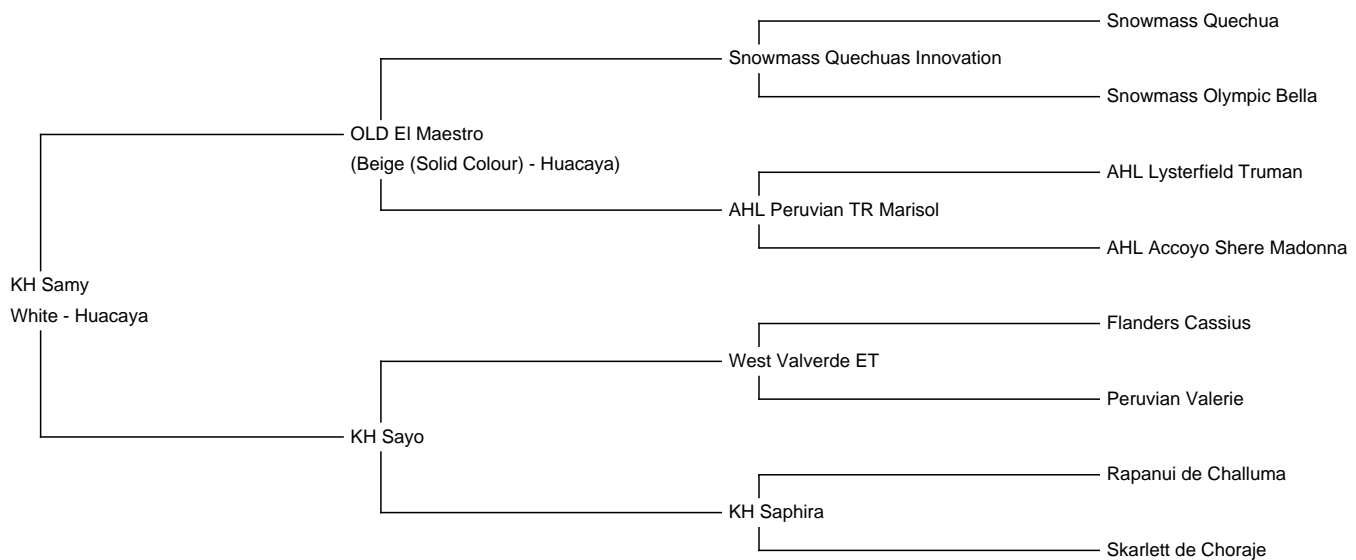 Snowmass Quechua
Snowmass Quechuas Innovation
Snowmass Olympic Bella
OLD El Maestro
(Beige (Solid Colour) - Huacaya)
AHL Lysterfield Truman
AHL Peruvian TR Marisol
AHL Accoyo Shere Madonna
KH Samy
White - Huacaya
Flanders Cassius
West Valverde ET
Peruvian Valerie
KH Sayo
Rapanui de Challuma
KH Saphira
Skarlett de Choraje